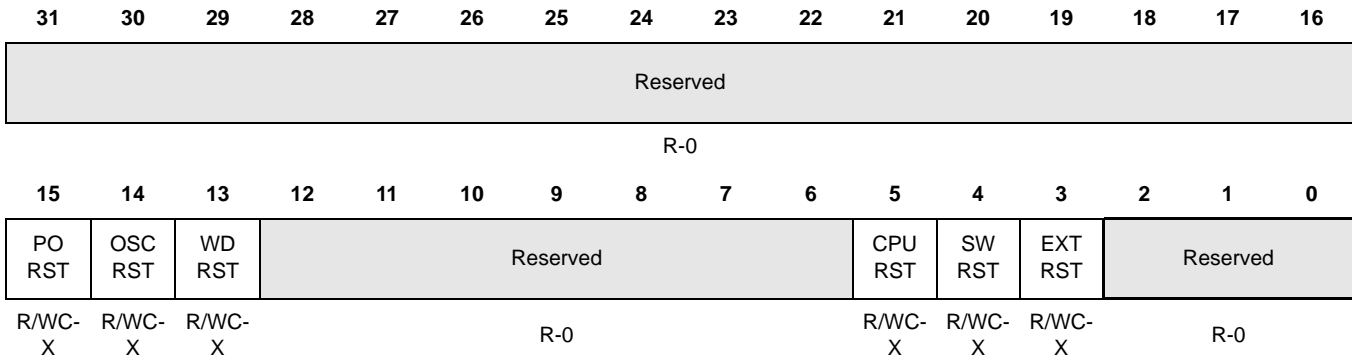 31 30 29 28 27 26 25 24 23 22 21 20 19 18 17 16
Reserved
R-0
15 14 13 12 11 10 9 8 7 6 5 4 3 2 1 0
PO OSC WD CPU SW EXT
RST RST RST Reserved RST RST RST Reserved
R/WC- R/WC- R/WC- R-0 R/WC- R/WC- R/WC- R-0
X X X X X X